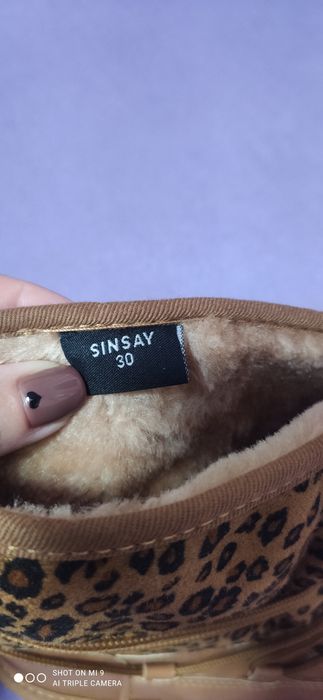 SINSAY
30
SHOT ON MI 9
AI TRIPLE CAMERA